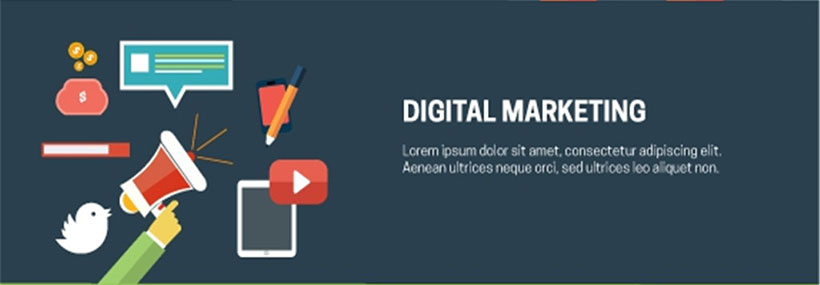 $
$
$
$
DIGITAL MARKETING
Lorem ipsum dolor sit amet, consectetur adipiscing elit.
Aenean ultrices neque orci, sed ultrices leo aliquet non.